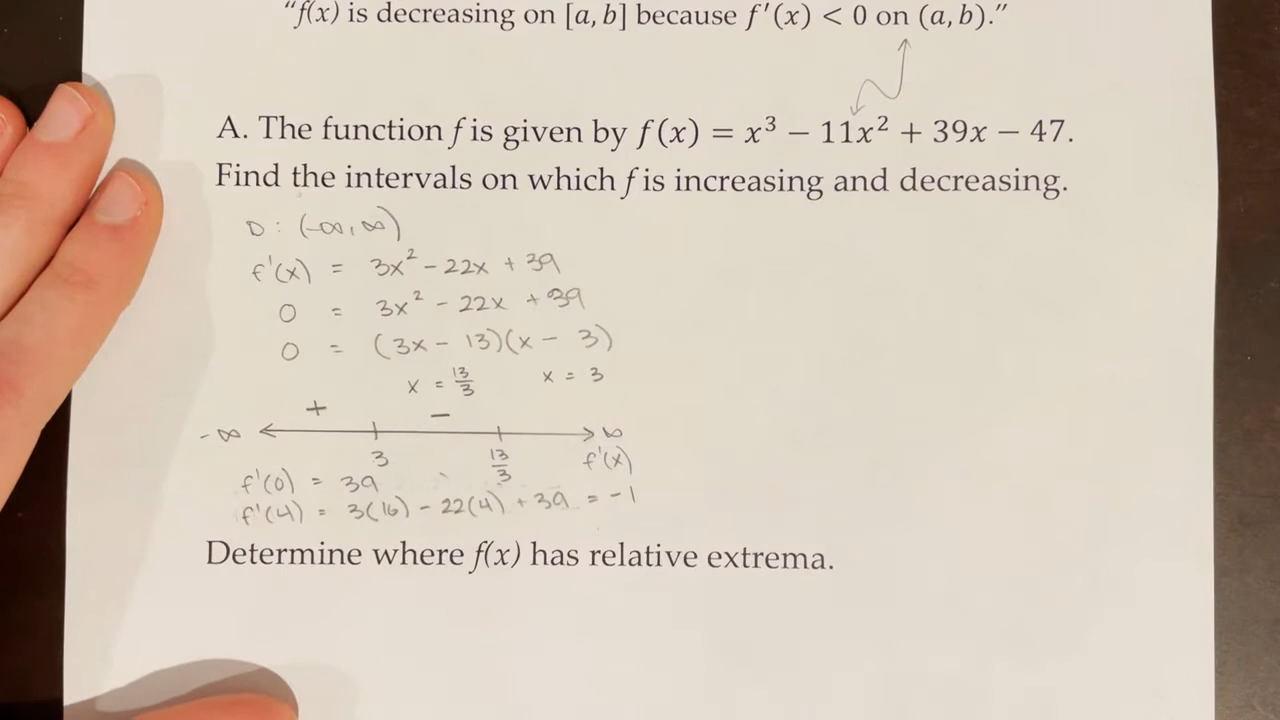 “f(x) is decreasing on [a, b] because f′(x) < 0 on (a, b).”
A. The function f is given by f(x) = x³ − 11x² + 39x − 47.
Find the intervals on which f is increasing and decreasing.
D: (-∞, ∞)
f'(x) = 3x² - 22x + 39
0 = 3x² - 22x + 39
0 = (3x - 13)(x - 3)
x = 13/3 x = 3
+ −
-∞ ∞
3 13/3 f'(x)
f'(0) = 39
f'(4) = 3(16) - 22(4) + 39 = -1
Determine where f(x) has relative extrema.